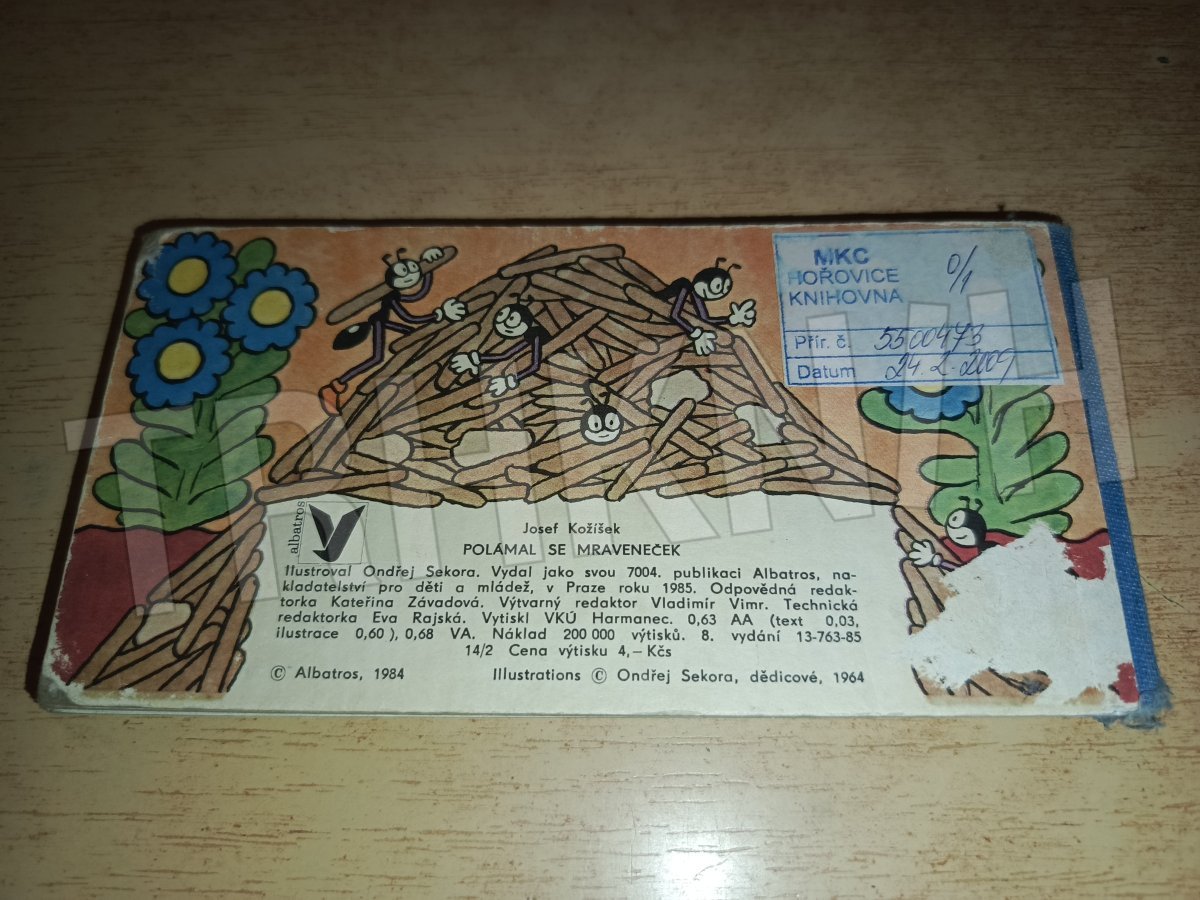 MKC
HOŘOVICE
KNIHOVNA
0/1
Přír. č. 5500473
Datum 24. 2. 2009
albatros
Josef Kožíšek
POLÁMAL SE MRAVENEČEK
Ilustroval Ondřej Sekora. Vydal jako svou 7004. publikaci Albatros, na-
kladatelství pro děti a mládež, v Praze roku 1985. Odpovědná redak-
torka Kateřina Závadová. Výtvarný redaktor Vladimír Vimr. Technická
redaktorka Eva Rajská. Vytiskl VKÚ Harmanec. 0,63 AA (text 0,03,
ilustrace 0,60), 0,68 VA. Náklad 200 000 výtisků. 8. vydání 13-763-85
14/2 Cena výtisku 4,– Kčs
© Albatros, 1984 Illustrations © Ondřej Sekora, dědicové, 1964